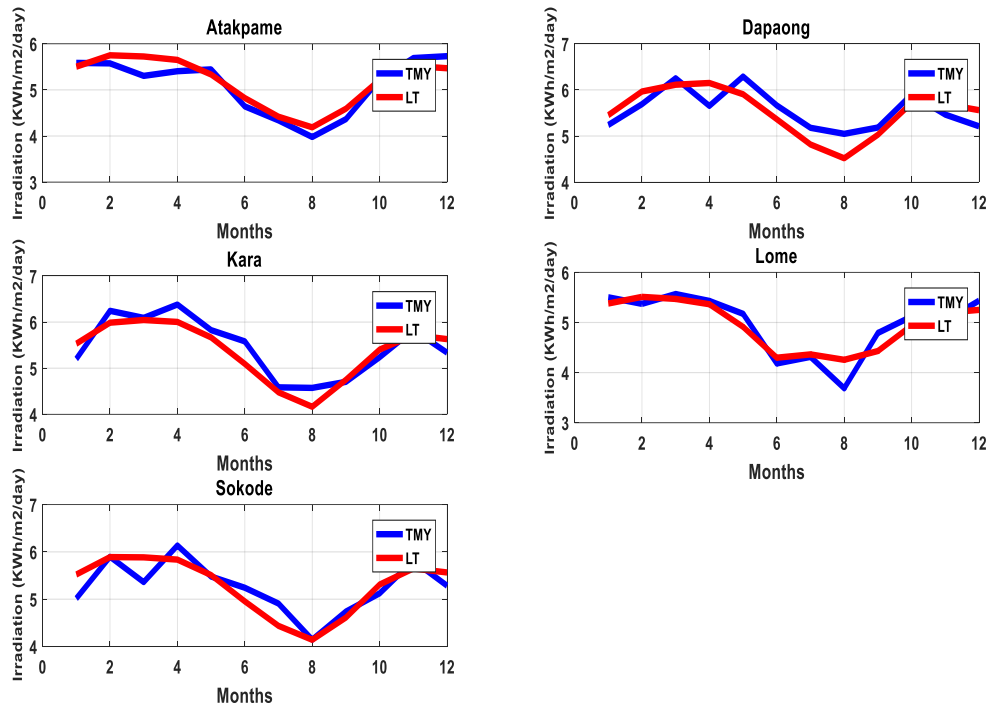 Atakpame
Irradiation (KWh/m2/day)
6
5
4
3
0 2 4 6 8 10 12
Months
TMY
LT
Dapaong
Irradiation (KWh/m2/day)
7
6
5
4
0 2 4 6 8 10 12
Months
TMY
LT
Kara
Irradiation (KWh/m2/day)
7
6
5
4
0 2 4 6 8 10 12
Months
TMY
LT
Lome
Irradiation (KWh/m2/day)
6
5
4
3
0 2 4 6 8 10 12
Months
TMY
LT
Sokode
Irradiation (KWh/m2/day)
7
6
5
4
0 2 4 6 8 10 12
Months
TMY
LT